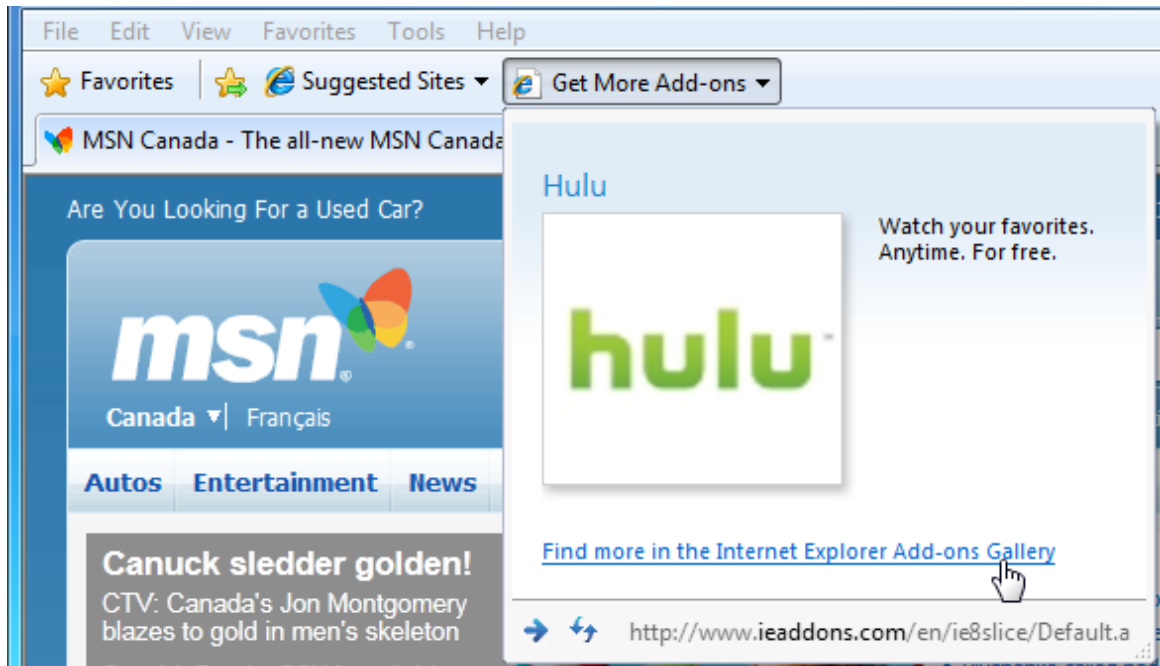 File Edit View Favorites Tools Help
Favorites Suggested Sites Get More Add-ons
MSN Canada - The all-new MSN Canada
Are You Looking For a Used Car?
msn
Canada Français
Autos Entertainment News
Canuck sledder golden!
CTV: Canada's Jon Montgomery
blazes to gold in men's skeleton
Hulu
Watch your favorites.
Anytime. For free.
hulu™
Find more in the Internet Explorer Add-ons Gallery
http://www.ieaddons.com/en/ie8slice/Default.a